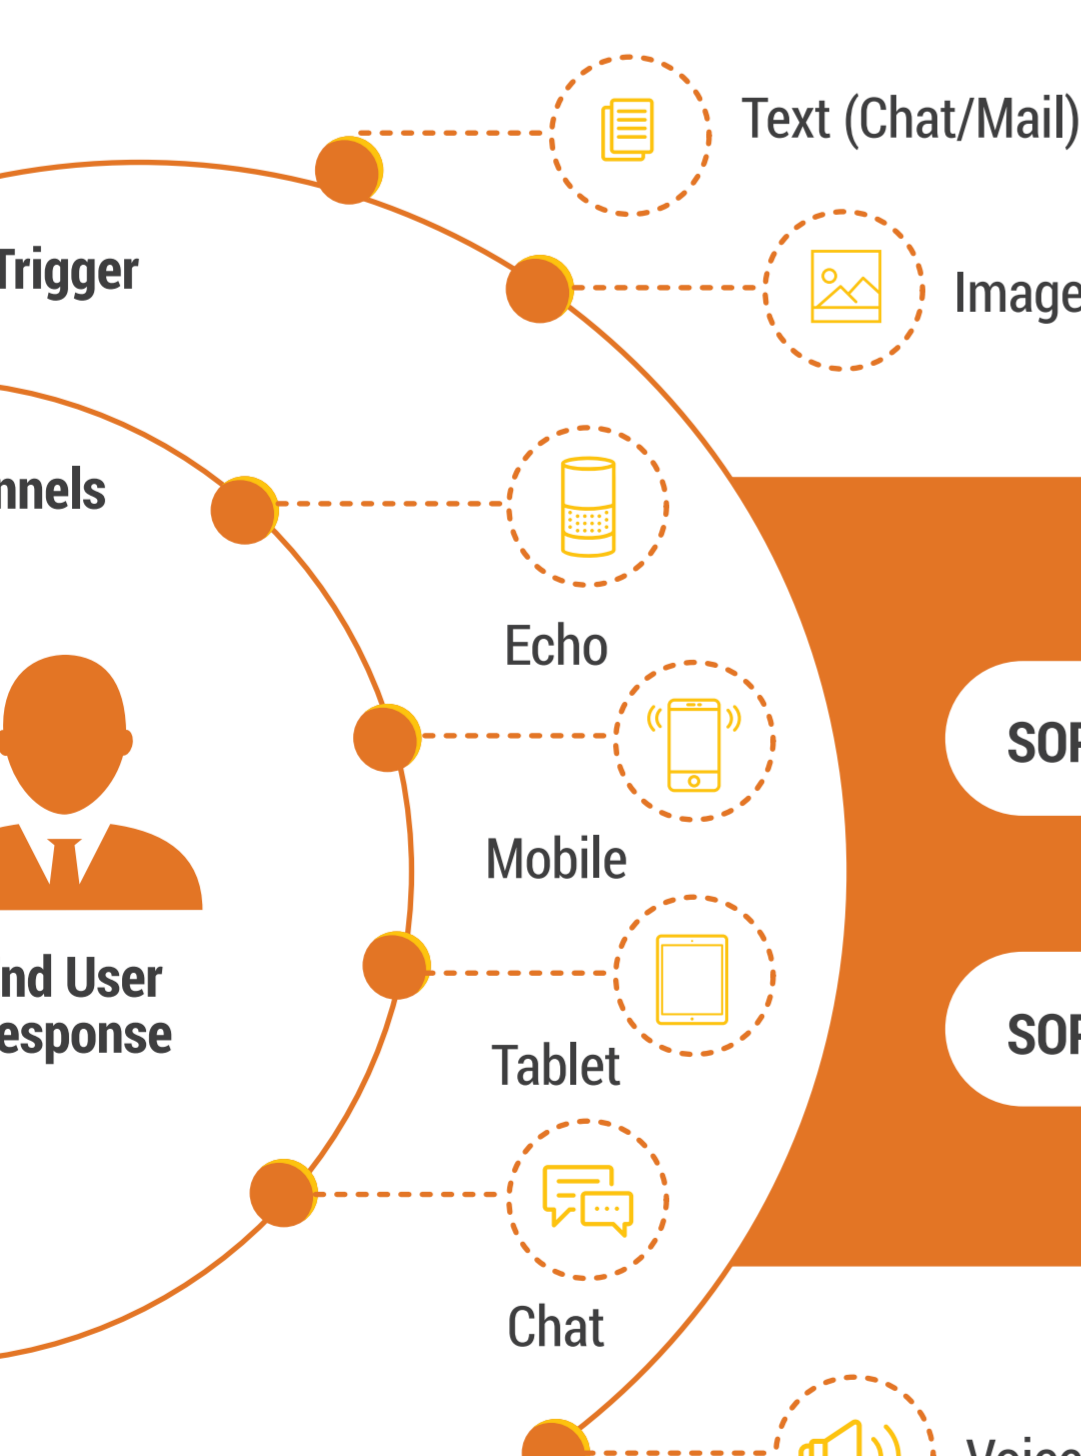 Text (Chat/Mail)
Trigger
Image
nnels
Echo
Mobile
nd User
esponse
Tablet
Chat